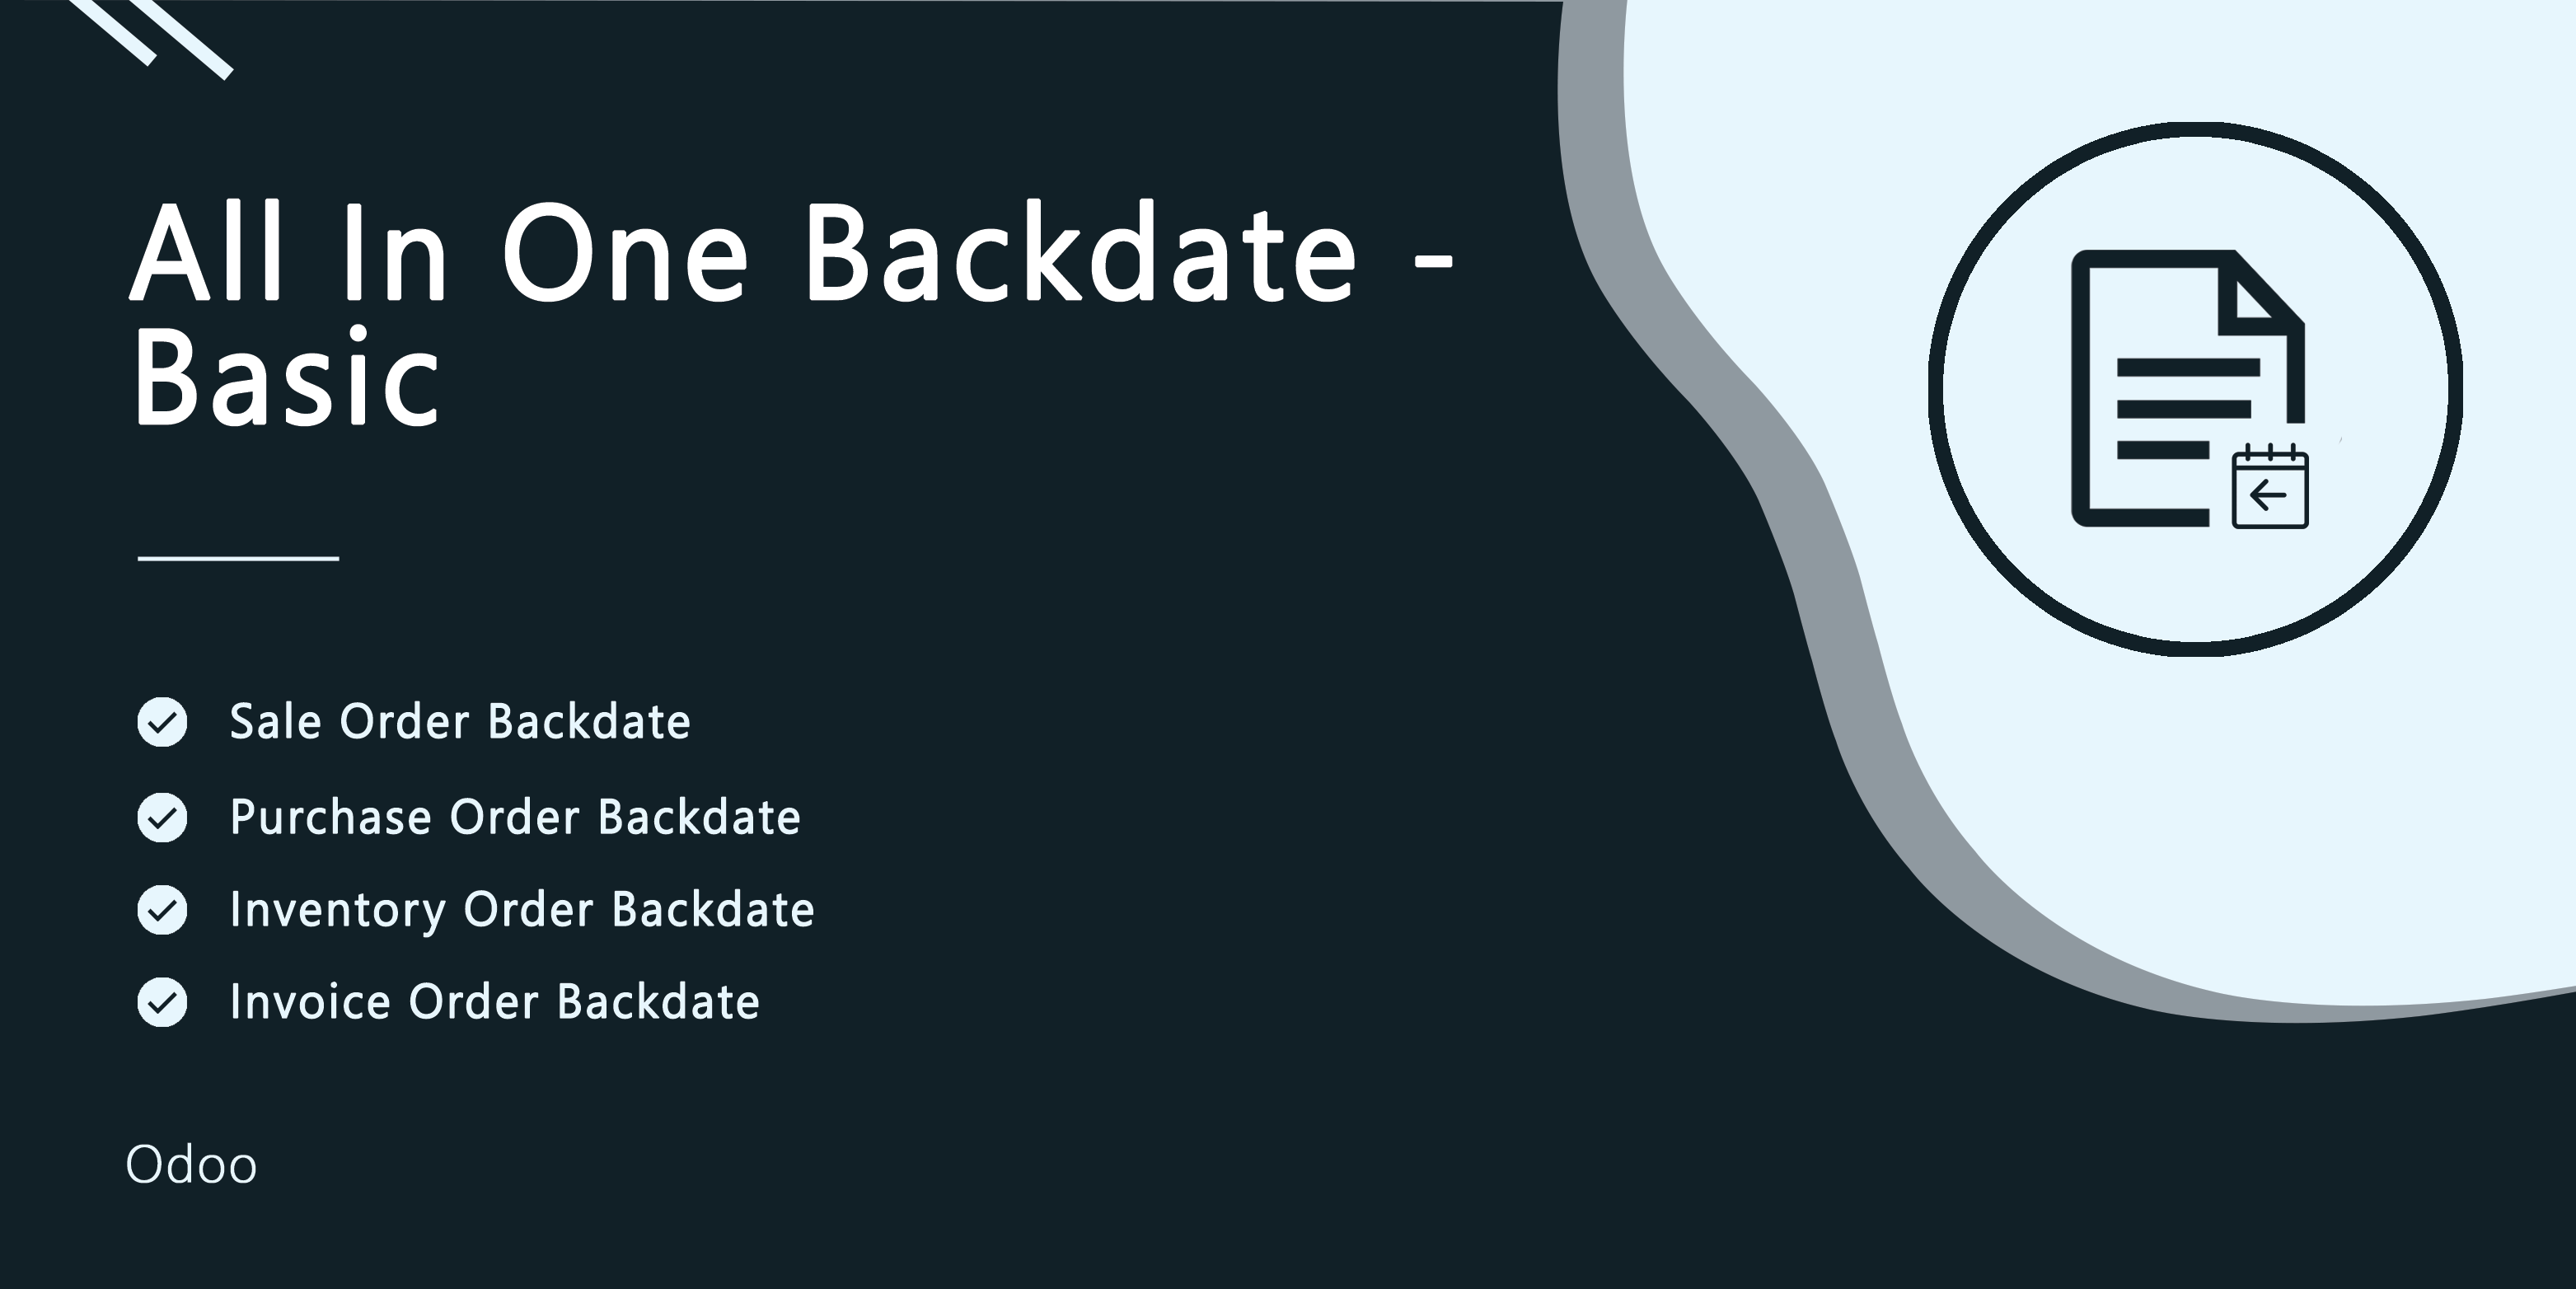 All In One Backdate -
Basic
Sale Order Backdate
Purchase Order Backdate
Inventory Order Backdate
Invoice Order Backdate
Odoo